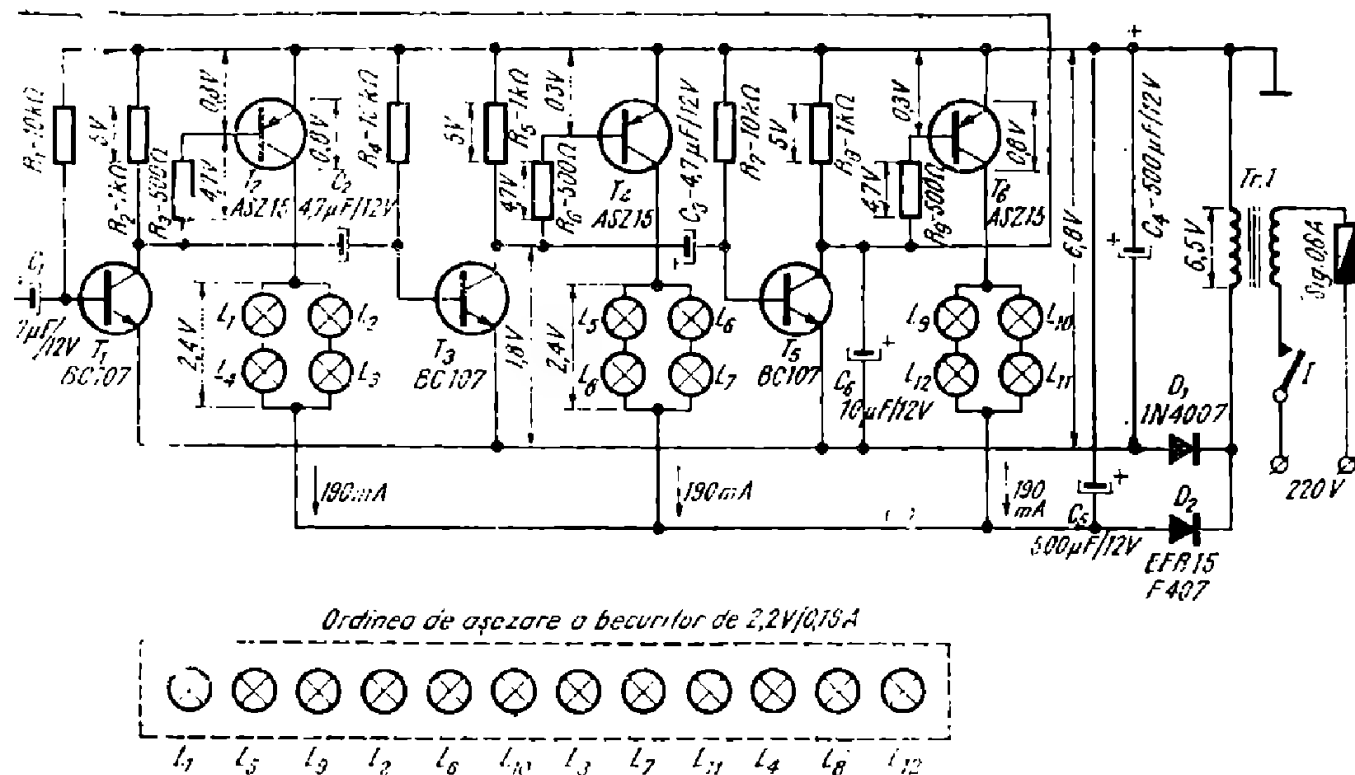 R1-10kΩ
5V
R2-1kΩ
0,3V
4,7V
R3-500Ω
T2
ASZ15
0,8V
C2
4,7µF/12V
R4-10kΩ
5V
R5-1kΩ
0,3V
4,7V
R6-500Ω
T4
ASZ15
C3-4,7µF/12V
R7-10kΩ
5V
R8-1kΩ
0,3V
4,7V
R9-500Ω
0,8V
T6
ASZ15
6,8V
+
C4-500µF/12V
+
6,5V
Tr.1
Sig. 0,6A
C1
7µF/12V
T1
BC107
2,4V
L1
L2
L4
L3
T3
BC107
1,8V
2,4V
L5
L6
L8
L7
T5
BC107
+
C6
10µF/12V
L9
L10
L12
L11
D1
1N4007
I
220V
190mA
190mA
190mA
+
C5
500µF/12V
D2
EFR15
F407
Ordinea de așezare a becurilor de 2,2V/0,18A
L1 L5 L9 L2 L6 L10 L3 L7 L11 L4 L8 L12